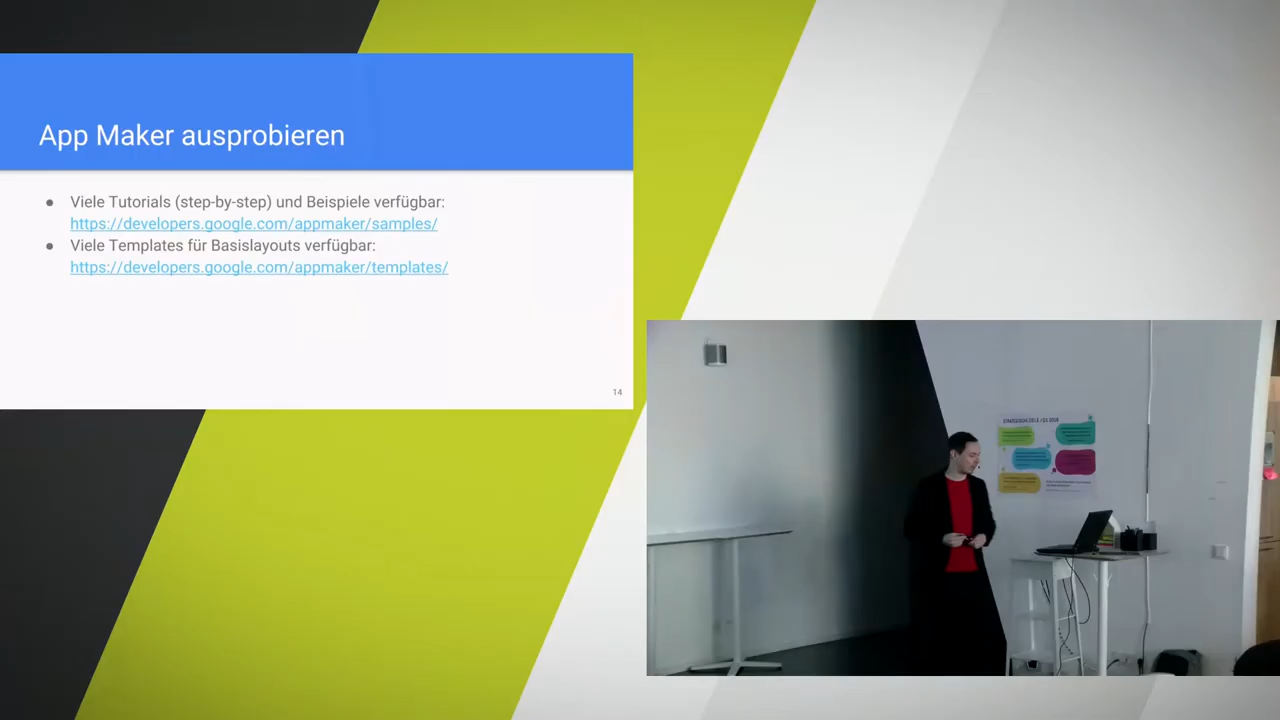 App Maker ausprobieren
● Viele Tutorials (step-by-step) und Beispiele verfügbar:
https://developers.google.com/appmaker/samples/
● Viele Templates für Basislayouts verfügbar:
https://developers.google.com/appmaker/templates/
14